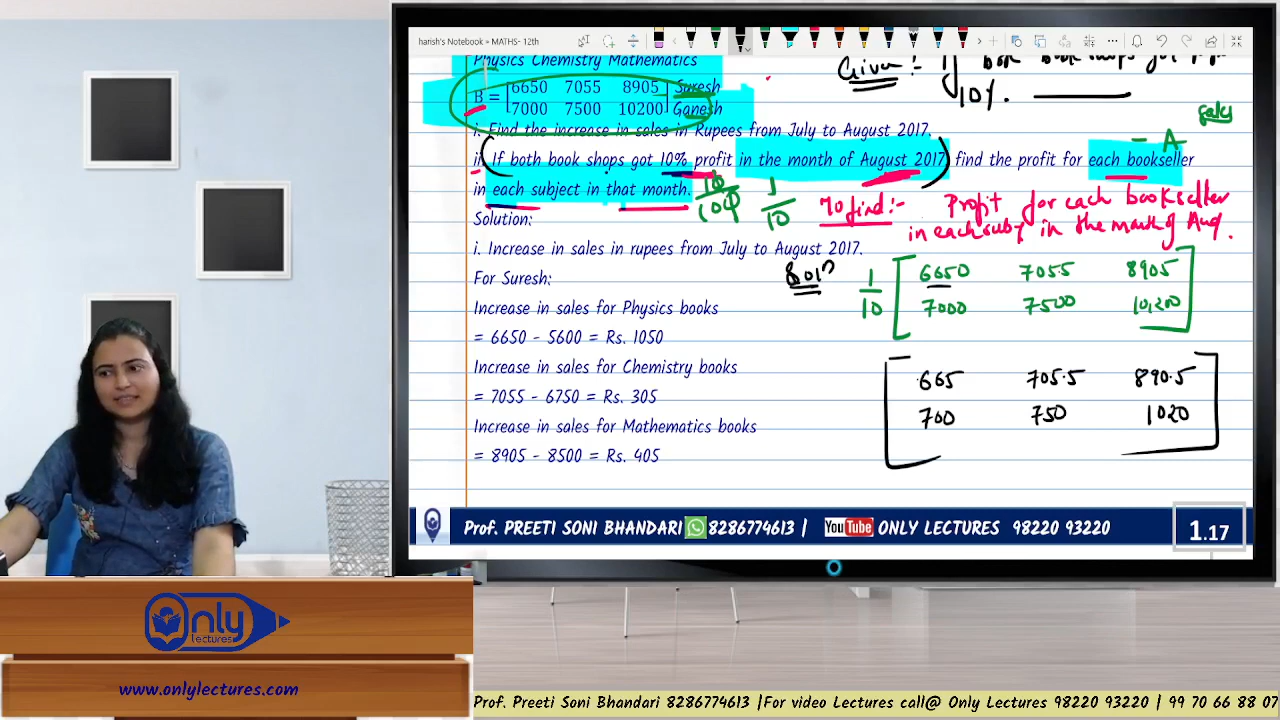 harish's Notebook » MATHS- 12th
Physics Chemistry Mathematics
B = [6650 7055 8905] Suresh
[7000 7500 10200] Ganesh
i. Find the increase in sales in Rupees from July to August 2017.
ii. If both book shops got 10% profit in the month of August 2017, find the profit for each bookseller
in each subject in that month.
10/100 1/10
Solution:
i. Increase in sales in rupees from July to August 2017.
For Suresh:
Increase in sales for Physics books
= 6650 - 5600 = Rs. 1050
Increase in sales for Chemistry books
= 7055 - 6750 = Rs. 305
Increase in sales for Mathematics books
= 8905 - 8500 = Rs. 405
Given :-
10%.
- A
To find:- Profit for each bookseller
in each subj in the month of Aug.
Soln
1/10 [6650 7055 8905]
[7000 7500 10,200]
[665 705.5 890.5]
[700 750 1020]
Prof. PREETI SONI BHANDARI 8286774613 | YouTube ONLY LECTURES 98220 93220
1.17
Only
lectures
www.onlylectures.com
Prof. Preeti Soni Bhandari 8286774613 |For video Lectures call@ Only Lectures 98220 93220 | 99 70 66 88 07